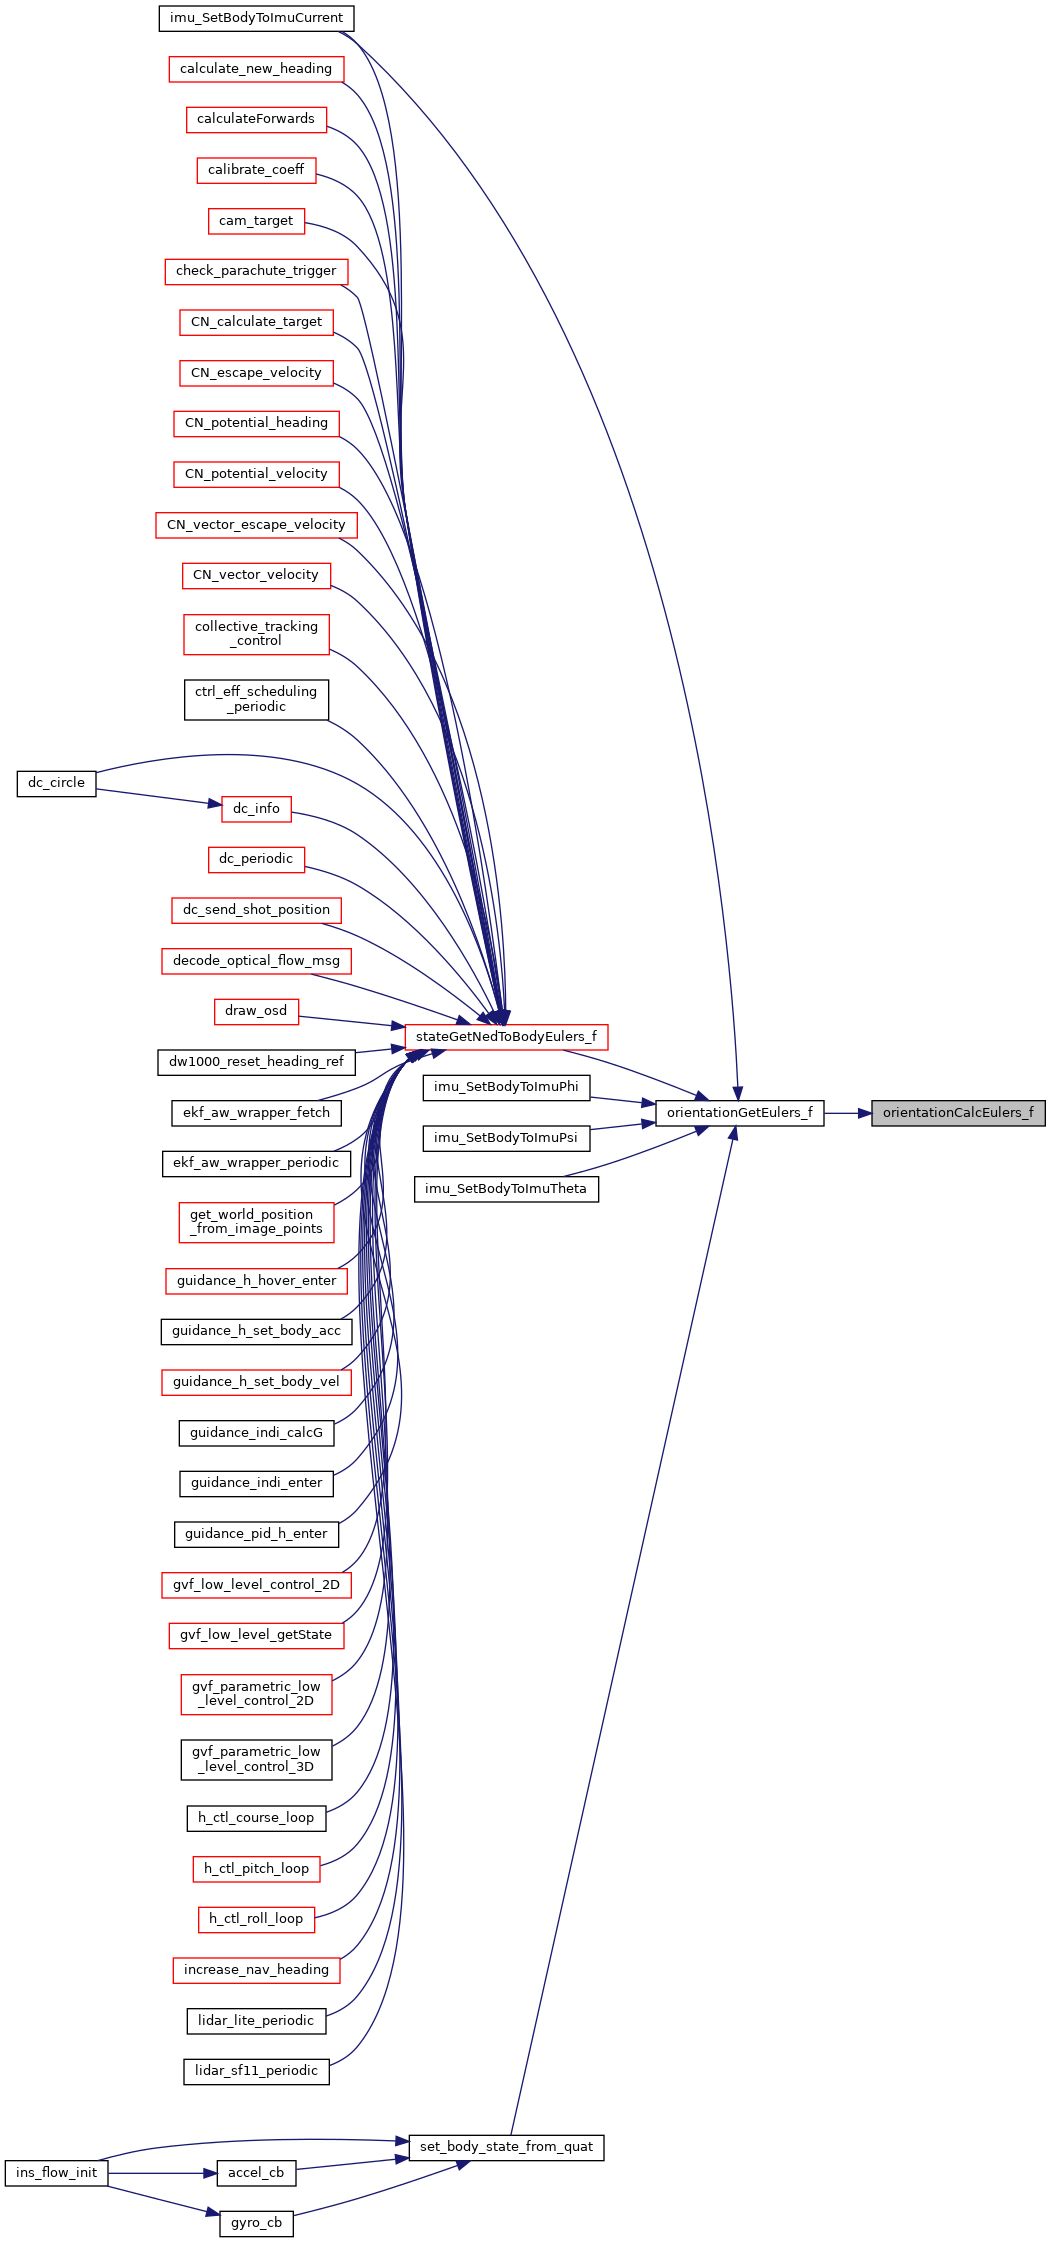 imu_SetBodyToImuCurrent
calculate_new_heading
calculateForwards
calibrate_coeff
cam_target
check_parachute_trigger
CN_calculate_target
CN_escape_velocity
CN_potential_heading
CN_potential_velocity
CN_vector_escape_velocity
CN_vector_velocity
collective_tracking
_control
ctrl_eff_scheduling
_periodic
dc_circle
dc_info
dc_periodic
dc_send_shot_position
decode_optical_flow_msg
draw_osd
stateGetNedToBodyEulers_f
dw1000_reset_heading_ref
imu_SetBodyToImuPhi
ekf_aw_wrapper_fetch
orientationGetEulers_f
orientationCalcEulers_f
imu_SetBodyToImuPsi
ekf_aw_wrapper_periodic
imu_SetBodyToImuTheta
get_world_position
_from_image_points
guidance_h_hover_enter
guidance_h_set_body_acc
guidance_h_set_body_vel
guidance_indi_calcG
guidance_indi_enter
guidance_pid_h_enter
gvf_low_level_control_2D
gvf_low_level_getState
gvf_parametric_low
_level_control_2D
gvf_parametric_low
_level_control_3D
h_ctl_course_loop
h_ctl_pitch_loop
h_ctl_roll_loop
increase_nav_heading
lidar_lite_periodic
lidar_sf11_periodic
set_body_state_from_quat
ins_flow_init
accel_cb
gyro_cb